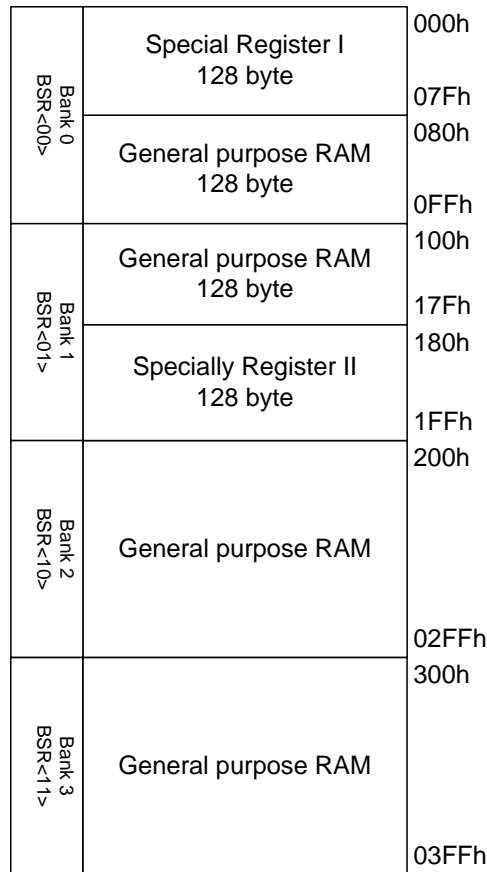 Bank 0
BSR<00>
Special Register I
128 byte
000h
07Fh
General purpose RAM
128 byte
080h
0FFh
Bank 1
BSR<01>
General purpose RAM
128 byte
100h
17Fh
Specially Register II
128 byte
180h
1FFh
Bank 2
BSR<10>
General purpose RAM
200h
02FFh
Bank 3
BSR<11>
General purpose RAM
300h
03FFh